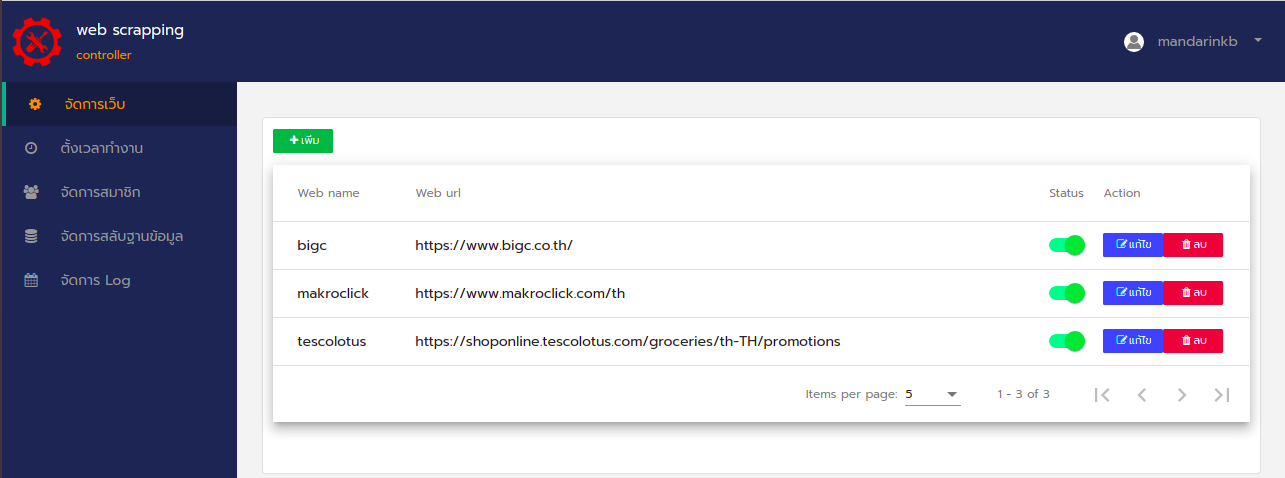 web scrapping
controller
mandarinkb
จัดการเว็บ
ตั้งเวลาทำงาน
จัดการสมาชิก
จัดการสลับฐานข้อมูล
จัดการ Log
เพิ่ม
Web name Web url Status Action
bigc https://www.bigc.co.th/ แก้ไข ลบ
makroclick https://www.makroclick.com/th แก้ไข ลบ
tescolotus https://shoponline.tescolotus.com/groceries/th-TH/promotions แก้ไข ลบ
Items per page: 5 1 - 3 of 3